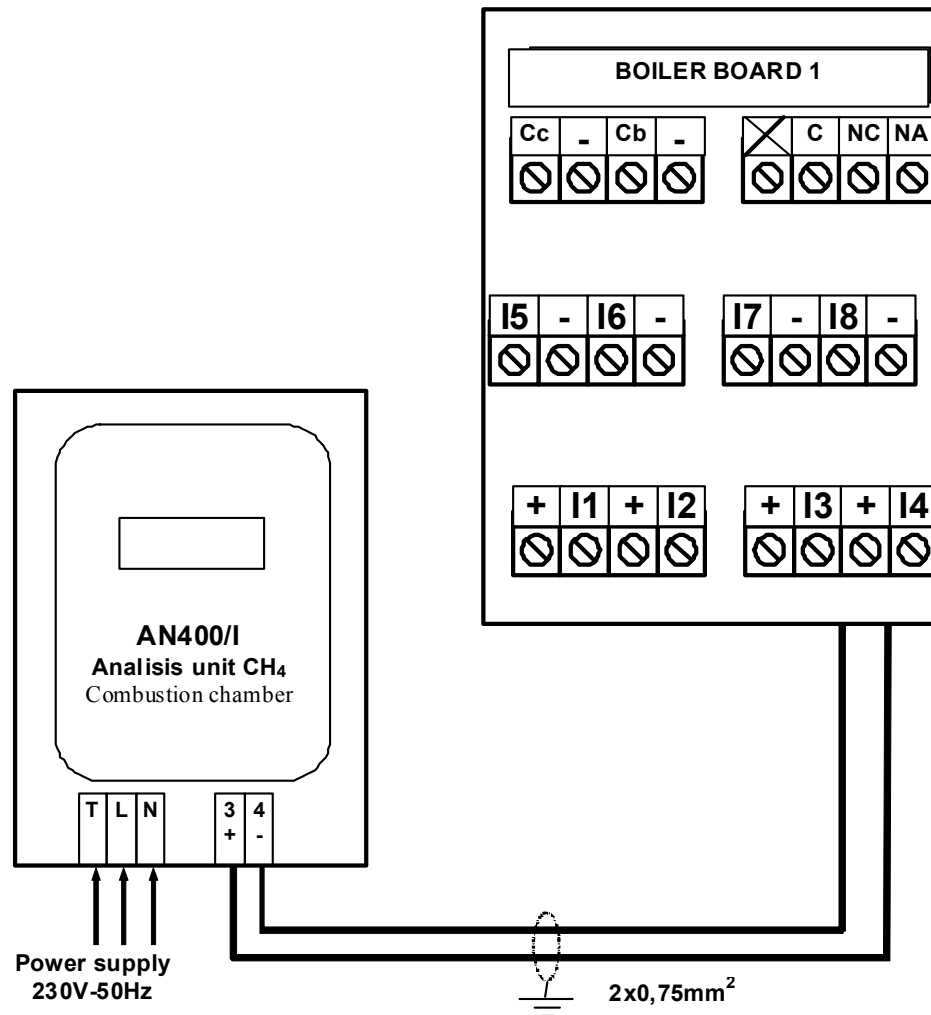 BOILER BOARD 1
Cc - Cb - C NC NA
I5 - I6 - I7 - I8 -
+ I1 + I2 + I3 + I4
AN400/I
Analisis unit CH₄
Combustion chamber
T L N 3 4
+ -
Power supply
230V-50Hz
2x0,75mm²